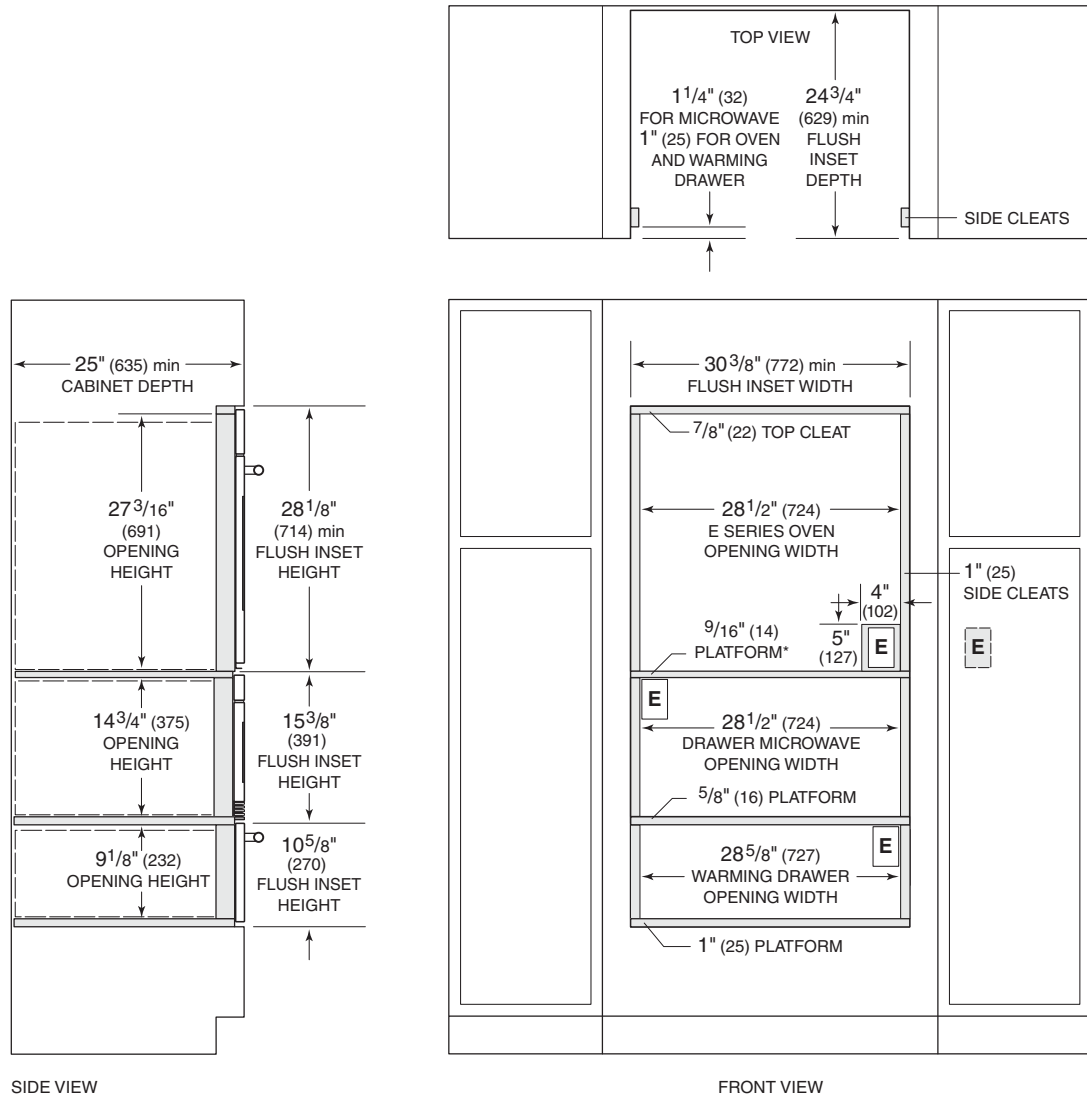 TOP VIEW
1 1/4" (32)
FOR MICROWAVE
1" (25) FOR OVEN
AND WARMING
DRAWER
24 3/4"
(629) min
FLUSH
INSET
DEPTH
SIDE CLEATS
25" (635) min
CABINET DEPTH
27 3/16"
(691)
OPENING
HEIGHT
28 1/8"
(714) min
FLUSH INSET
HEIGHT
14 3/4" (375)
OPENING
HEIGHT
15 3/8"
(391)
FLUSH INSET
HEIGHT
9 1/8" (232)
OPENING HEIGHT
10 5/8"
(270)
FLUSH INSET
HEIGHT
SIDE VIEW
30 3/8" (772) min
FLUSH INSET WIDTH
7/8" (22) TOP CLEAT
28 1/2" (724)
E SERIES OVEN
OPENING WIDTH
1" (25)
SIDE CLEATS
4"
(102)
5"
(127)
E
E
9/16" (14)
PLATFORM*
E
28 1/2" (724)
DRAWER MICROWAVE
OPENING WIDTH
5/8" (16) PLATFORM
E
28 5/8" (727)
WARMING DRAWER
OPENING WIDTH
1" (25) PLATFORM
FRONT VIEW